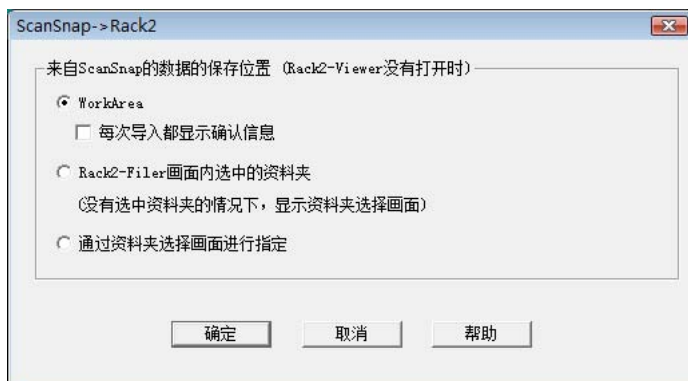 ScanSnap->Rack2
来自ScanSnap的数据的保存位置 (Rack2-Viewer没有打开时)
WorkArea
每次导入都显示确认信息
Rack2-Filer画面内选中的资料夹
(没有选中资料夹的情况下，显示资料夹选择画面)
通过资料夹选择画面进行指定
确定 取消 帮助